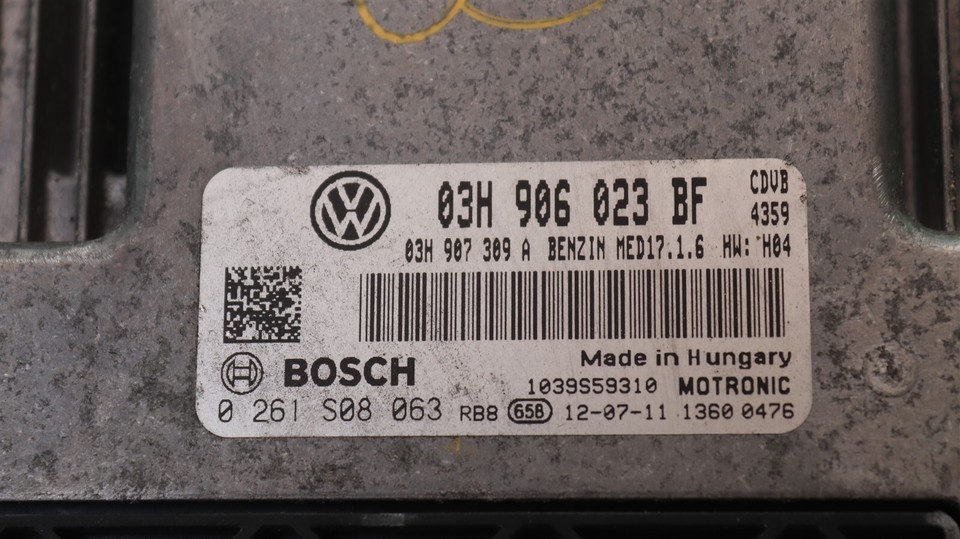 03H 906 023 BF CDVB
4359
03H 907 309 A BENZIN MED17.1.6 HW: H04
Made in Hungary
BOSCH 1039S59310 MOTRONIC
0 261 S08 063 RB8 658 12-07-11 1360 0476